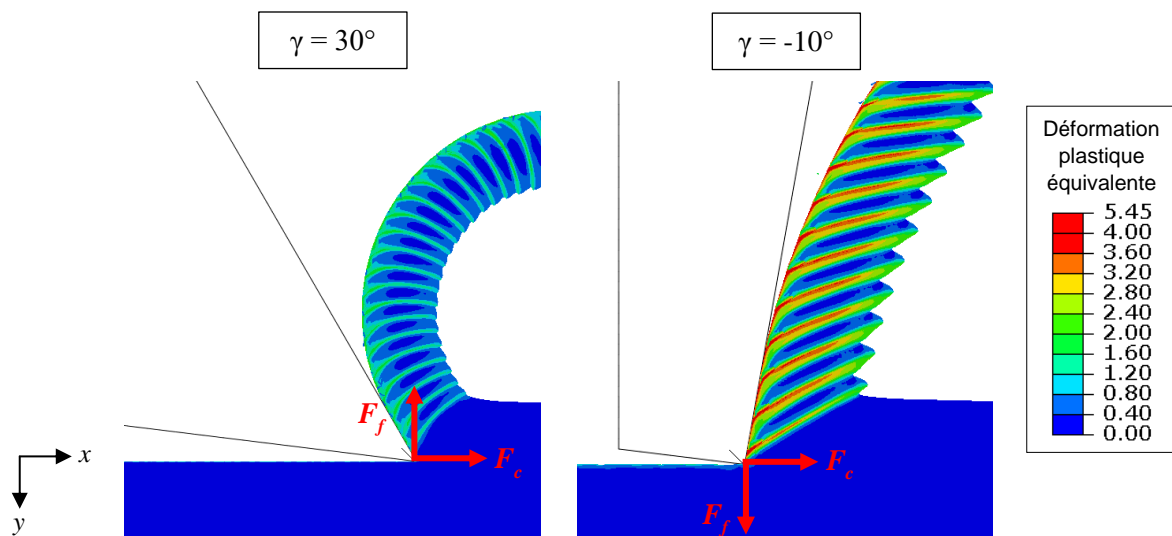 γ = 30°
γ = -10°
Déformation
plastique
équivalente
5.45
4.00
3.60
3.20
2.80
2.40
2.00
1.60
1.20
0.80
0.40
0.00
F_f
F_c
x
y
F_c
F_f